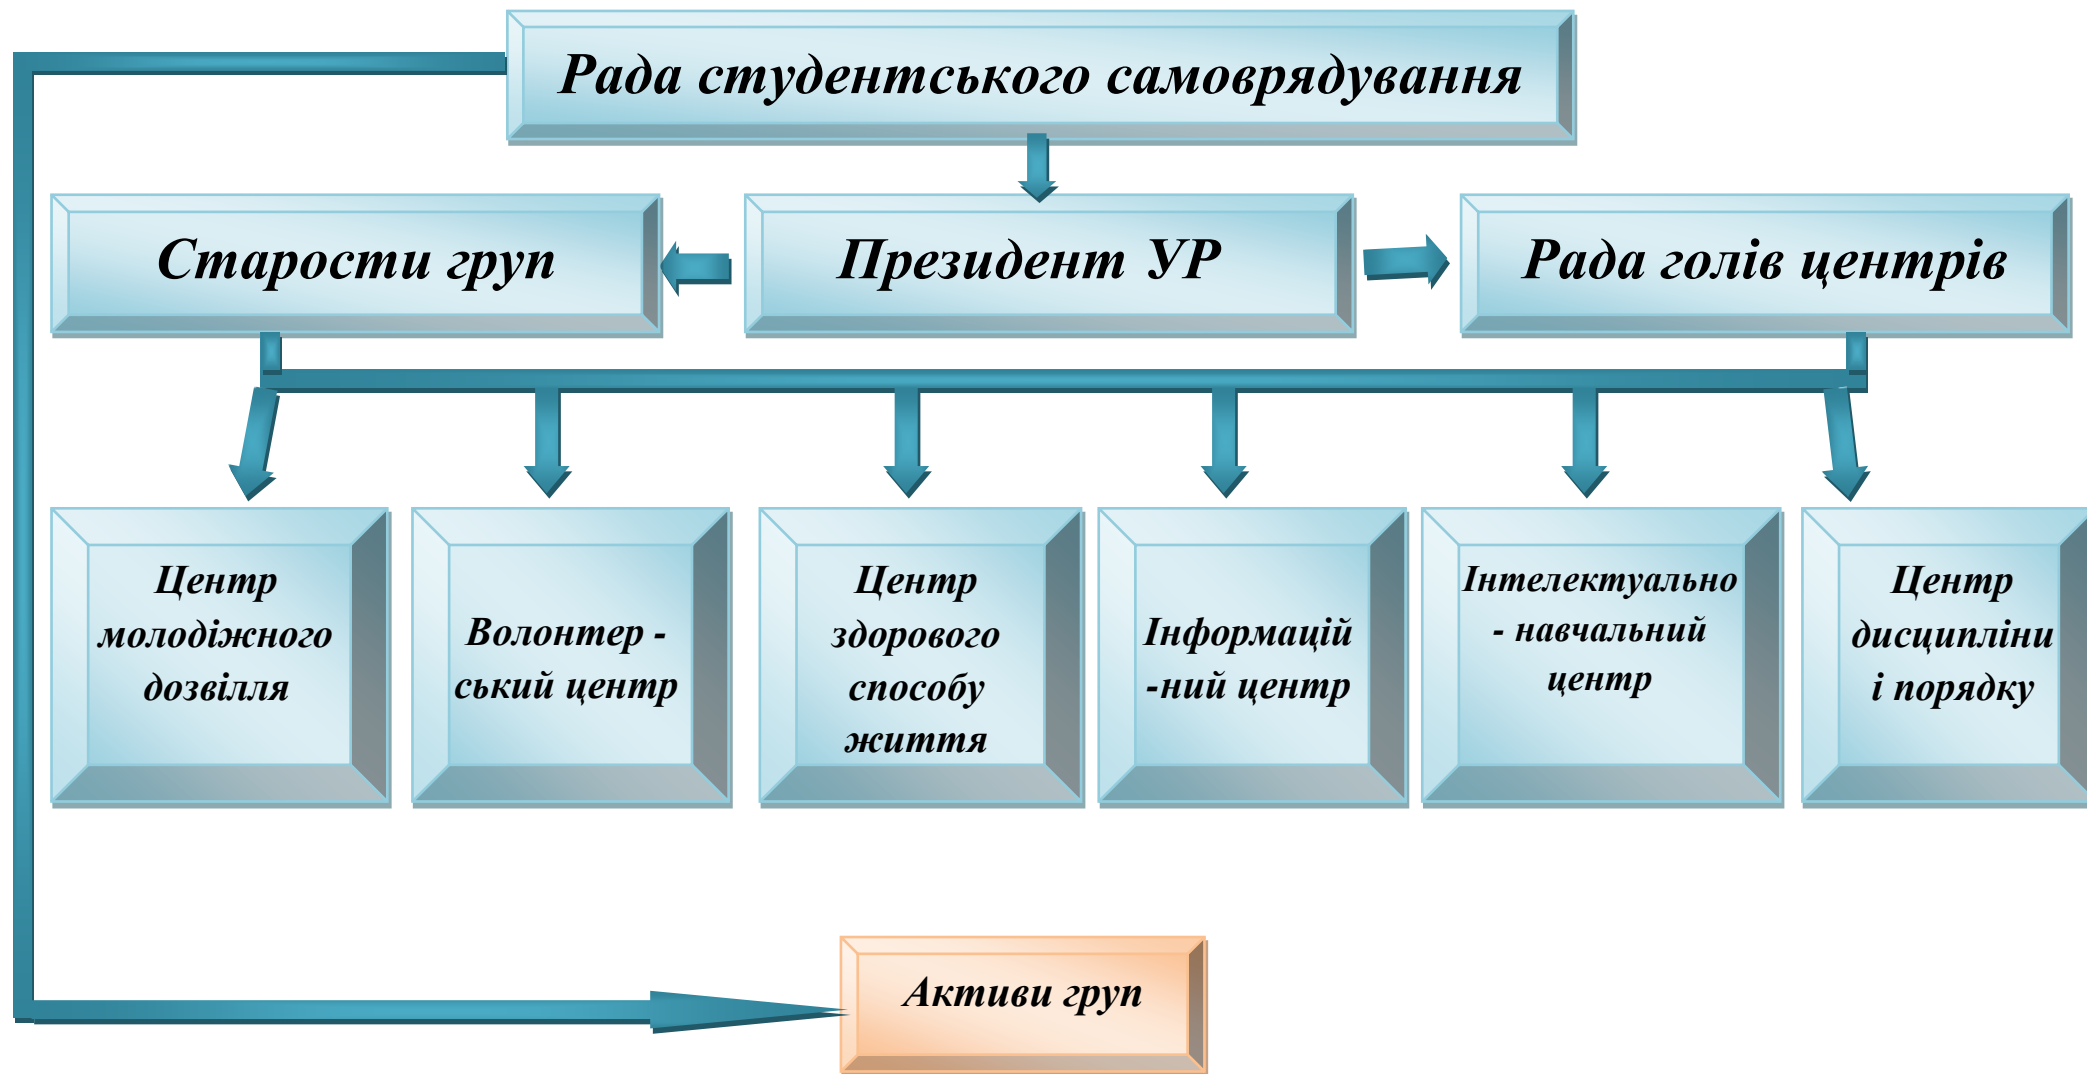 Рада студентського самоврядування
Старости груп
Президент УР
Рада голів центрів
Центр
молодіжного
дозвілля
Волонтер -
ський центр
Центр
здорового
способу
життя
Інформацій
-ний центр
Інтелектуально
- навчальний
центр
Центр
дисципліни
і порядку
Активи груп